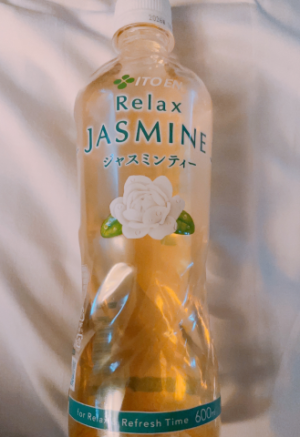 ITO EN
Relax
JASMINE
ジャスミンティー
for Relax & Refresh Time 600ml